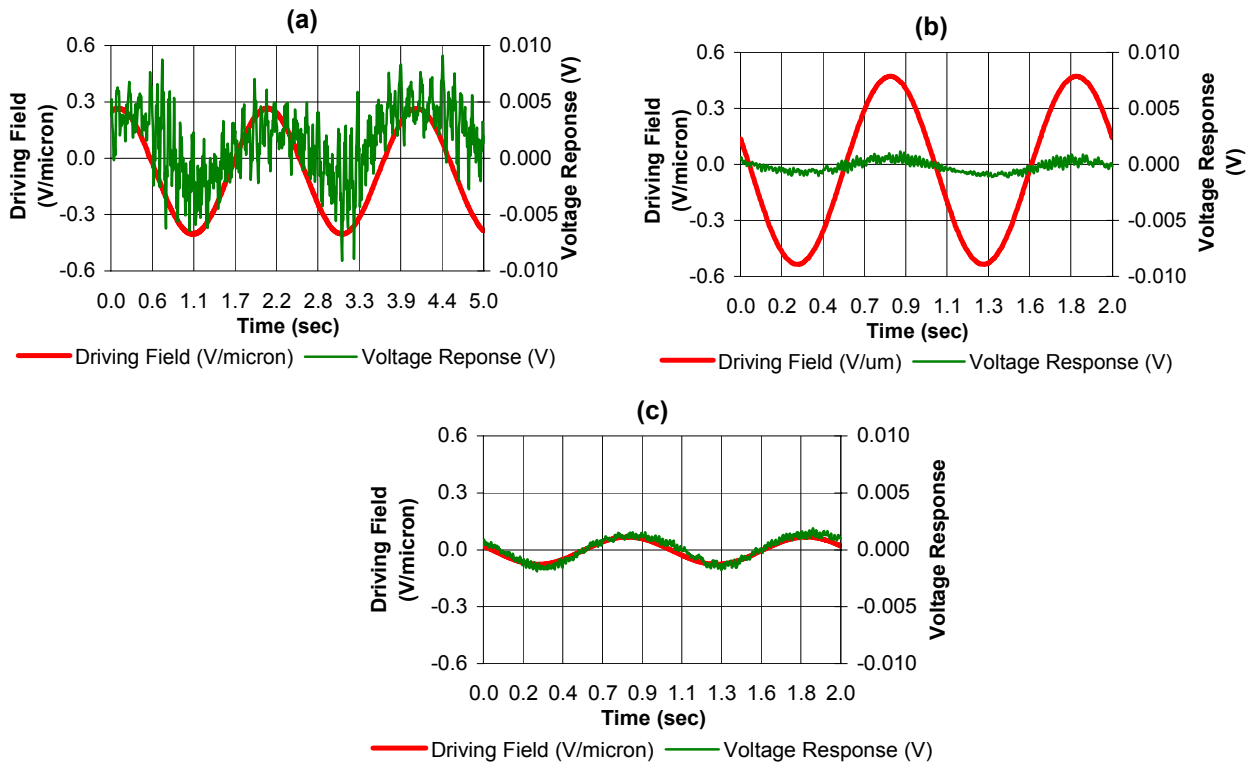 (a)
Driving Field
(V/micron)
0.6
0.3
0.0
-0.3
-0.6
0.010
0.005
0.000
-0.005
-0.010
Voltage Reponse (V)
0.0 0.6 1.1 1.7 2.2 2.8 3.3 3.9 4.4 5.0
Time (sec)
Driving Field (V/micron) Voltage Reponse (V)
(b)
Driving Field
(V/micron)
0.6
0.3
0.0
-0.3
-0.6
0.010
0.005
0.000
-0.005
-0.010
Voltage Response
(V)
0.0 0.2 0.4 0.7 0.9 1.1 1.3 1.6 1.8 2.0
Time (sec)
Driving Field (V/um) Voltage Response (V)
(c)
Driving Field
(V/micron)
0.6
0.3
0.0
-0.3
-0.6
0.010
0.005
0.000
-0.005
-0.010
Voltage Response
0.0 0.2 0.4 0.7 0.9 1.1 1.3 1.6 1.8 2.0
Time (sec)
Driving Field (V/micron) Voltage Response (V)